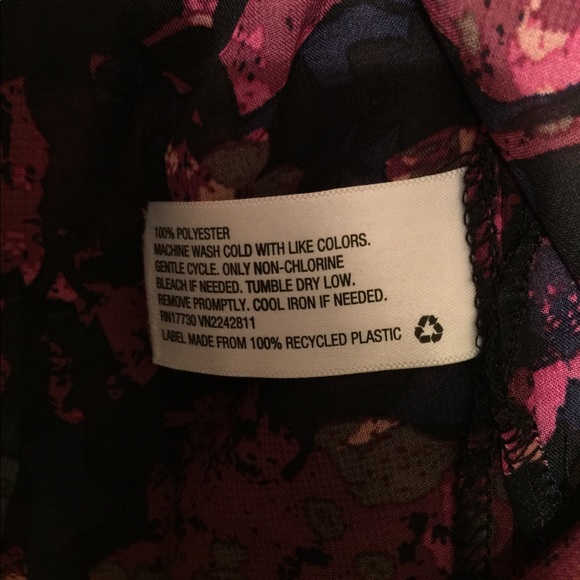 100% POLYESTER
MACHINE WASH COLD WITH LIKE COLORS.
GENTLE CYCLE. ONLY NON-CHLORINE
BLEACH IF NEEDED. TUMBLE DRY LOW.
REMOVE PROMPTLY. COOL IRON IF NEEDED.
RN17730 VN2242811
LABEL MADE FROM 100% RECYCLED PLASTIC